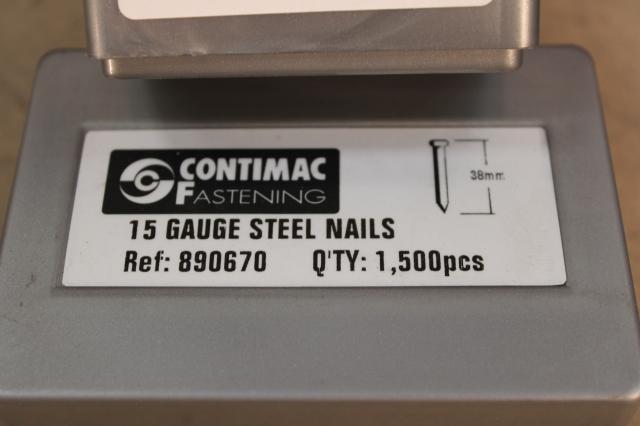 CONTIMAC
FASTENING
38mm
15 GAUGE STEEL NAILS
Ref: 890670 Q'TY: 1,500pcs